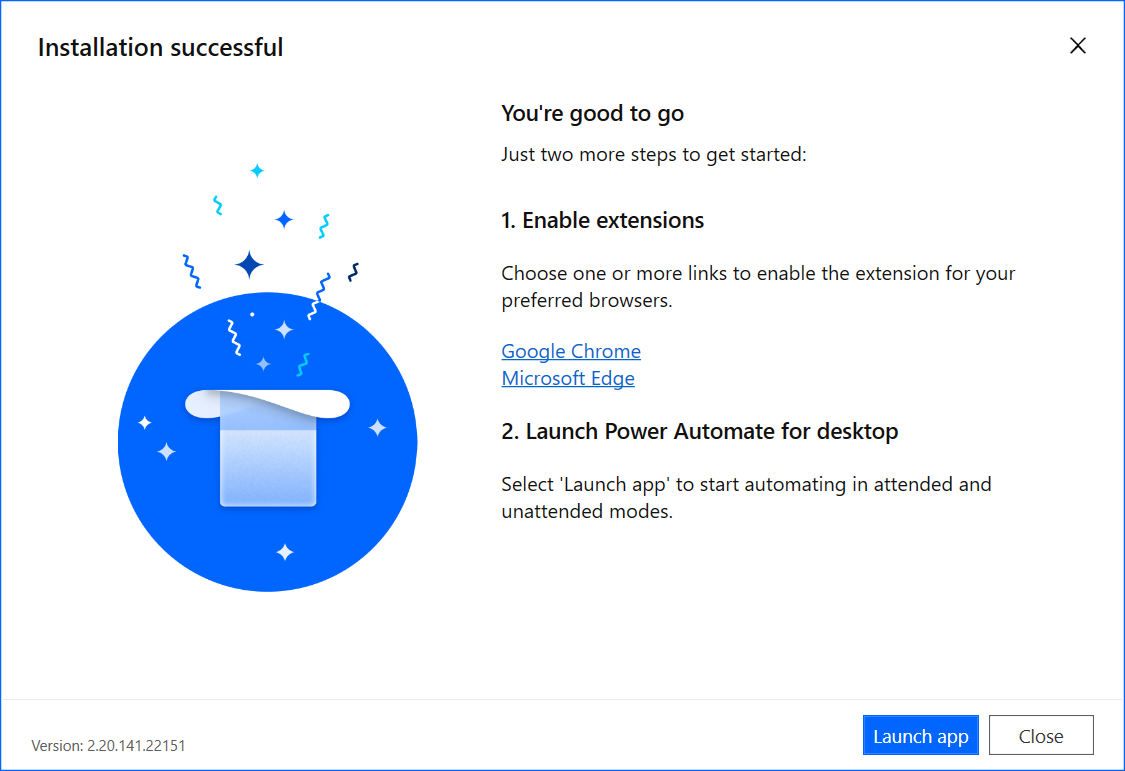 Installation successful
You're good to go
Just two more steps to get started:
1. Enable extensions
Choose one or more links to enable the extension for your
preferred browsers.
Google Chrome
Microsoft Edge
2. Launch Power Automate for desktop
Select 'Launch app' to start automating in attended and
unattended modes.
Version: 2.20.141.22151
Launch app
Close